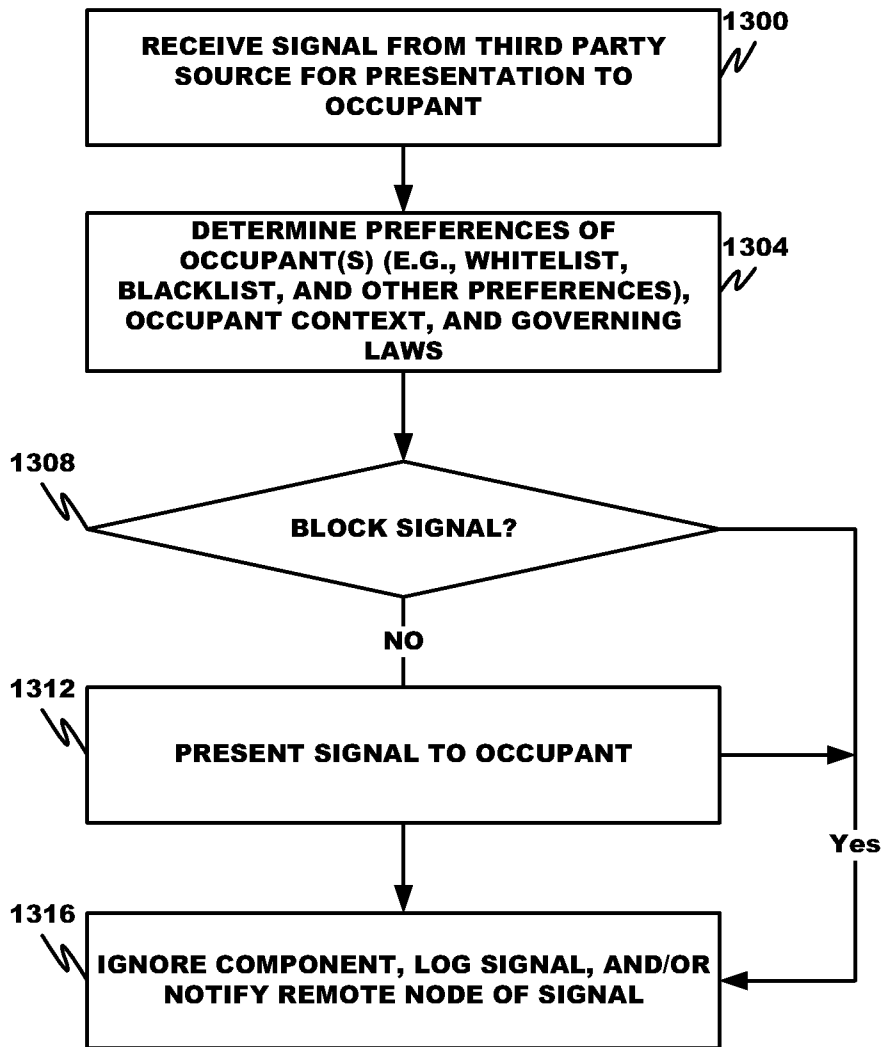 1300
RECEIVE SIGNAL FROM THIRD PARTY
SOURCE FOR PRESENTATION TO
OCCUPANT
1304
DETERMINE PREFERENCES OF
OCCUPANT(S) (E.G., WHITELIST,
BLACKLIST, AND OTHER PREFERENCES),
OCCUPANT CONTEXT, AND GOVERNING
LAWS
1308
BLOCK SIGNAL?
NO
1312
PRESENT SIGNAL TO OCCUPANT
Yes
1316
IGNORE COMPONENT, LOG SIGNAL, AND/OR
NOTIFY REMOTE NODE OF SIGNAL